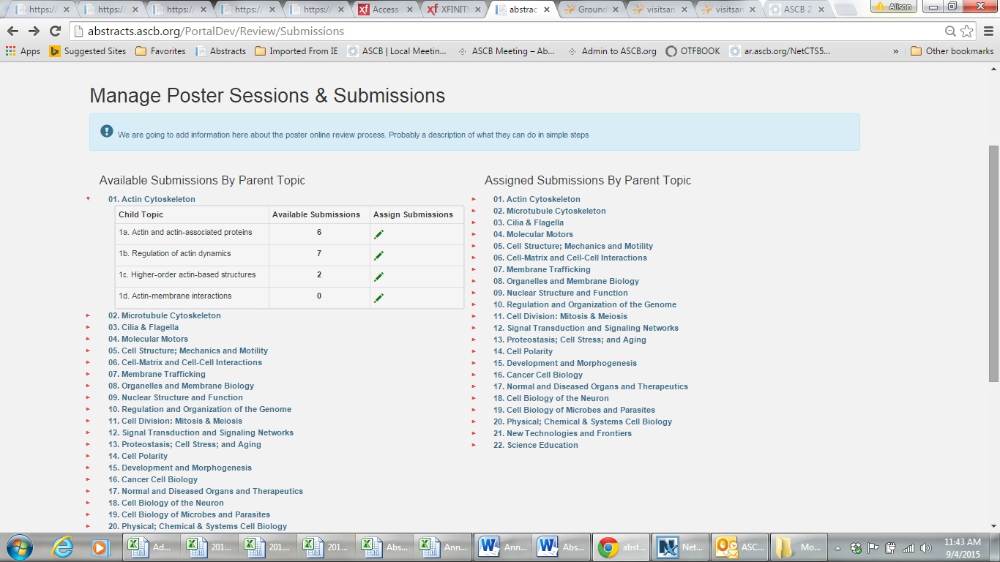 https:/
https:/
https:/
https:/
https:/
Access
XFINIT
abstrac
Ground
visitsan
visitsan
ASCB 2
Alison
abstracts.ascb.org/PortalDev/Review/Submissions
Apps
Suggested Sites
Favorites
Abstracts
Imported From IE
ASCB | Local Meetin...
ASCB Meeting – Ab...
Admin to ASCB.org
OTFBOOK
ar.ascb.org/NetCTS5...
»
Other bookmarks
Manage Poster Sessions & Submissions
We are going to add information here about the poster online review process. Probably a description of what they can do in simple steps
Available Submissions By Parent Topic
01. Actin Cytoskeleton
Child Topic Available Submissions Assign Submissions
1a. Actin and actin-associated proteins 6
1b. Regulation of actin dynamics 7
1c. Higher-order actin-based structures 2
1d. Actin-membrane interactions 0
02. Microtubule Cytoskeleton
03. Cilia & Flagella
04. Molecular Motors
05. Cell Structure; Mechanics and Motility
06. Cell-Matrix and Cell-Cell Interactions
07. Membrane Trafficking
08. Organelles and Membrane Biology
09. Nuclear Structure and Function
10. Regulation and Organization of the Genome
11. Cell Division: Mitosis & Meiosis
12. Signal Transduction and Signaling Networks
13. Proteostasis; Cell Stress; and Aging
14. Cell Polarity
15. Development and Morphogenesis
16. Cancer Cell Biology
17. Normal and Diseased Organs and Therapeutics
18. Cell Biology of the Neuron
19. Cell Biology of Microbes and Parasites
20. Physical; Chemical & Systems Cell Biology
Assigned Submissions By Parent Topic
01. Actin Cytoskeleton
02. Microtubule Cytoskeleton
03. Cilia & Flagella
04. Molecular Motors
05. Cell Structure; Mechanics and Motility
06. Cell-Matrix and Cell-Cell Interactions
07. Membrane Trafficking
08. Organelles and Membrane Biology
09. Nuclear Structure and Function
10. Regulation and Organization of the Genome
11. Cell Division: Mitosis & Meiosis
12. Signal Transduction and Signaling Networks
13. Proteostasis; Cell Stress; and Aging
14. Cell Polarity
15. Development and Morphogenesis
16. Cancer Cell Biology
17. Normal and Diseased Organs and Therapeutics
18. Cell Biology of the Neuron
19. Cell Biology of Microbes and Parasites
20. Physical; Chemical & Systems Cell Biology
21. New Technologies and Frontiers
22. Science Education
Ad...
201...
201...
201...
Abs...
Ann...
Ann...
Abs...
abst...
Net...
ASC...
Mo...
11:43 AM
9/4/2015